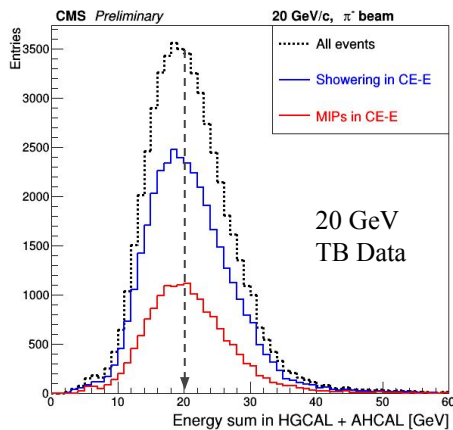 CMS Preliminary 20 GeV/c, π⁻ beam
Entries
3500
3000
2500
2000
1500
1000
500
0
All events
Showering in CE-E
MIPs in CE-E
20 GeV
TB Data
0 10 20 30 40 50 60
Energy sum in HGCAL + AHCAL [GeV]